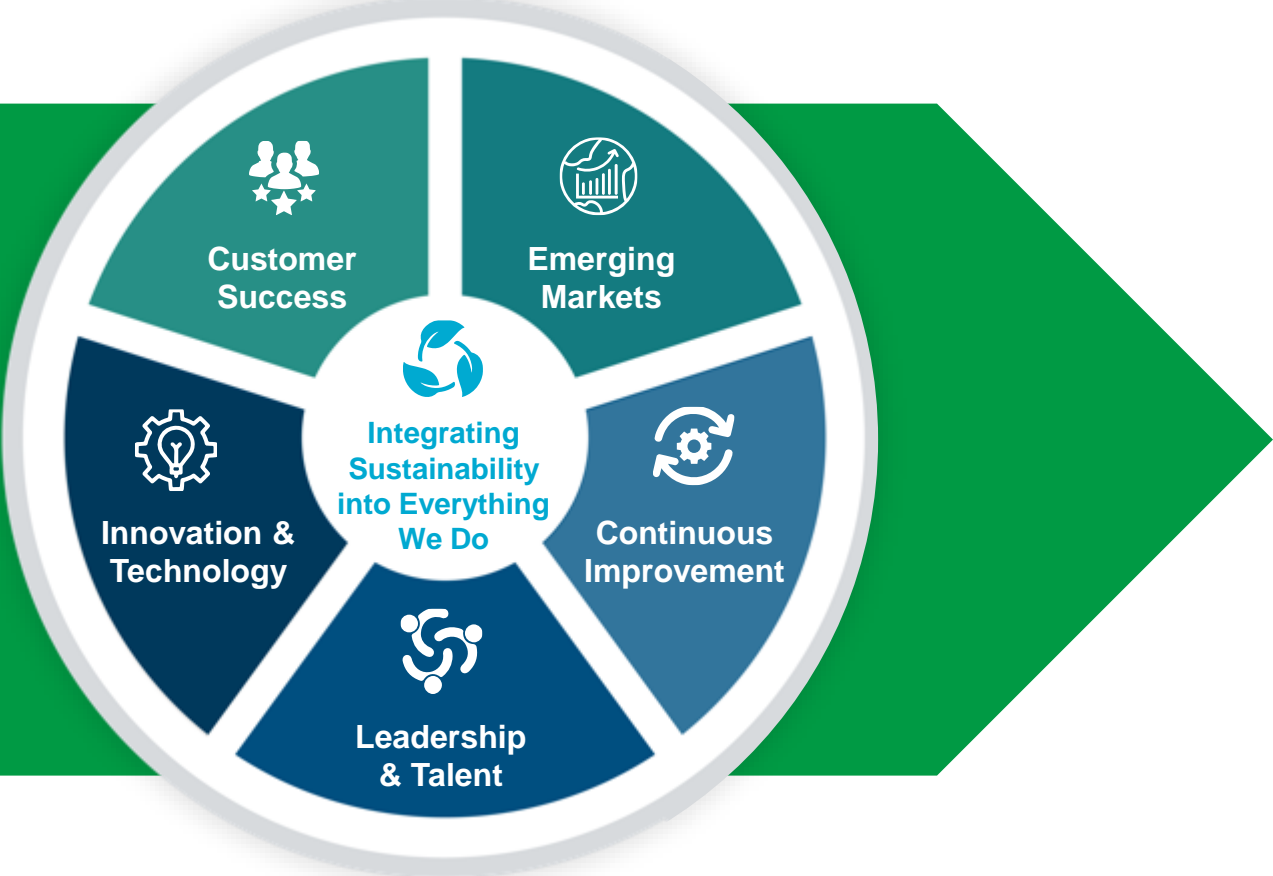 Customer
Success
Emerging
Markets
Integrating
Sustainability
into Everything
We Do
Innovation &
Technology
Continuous
Improvement
Leadership
& Talent